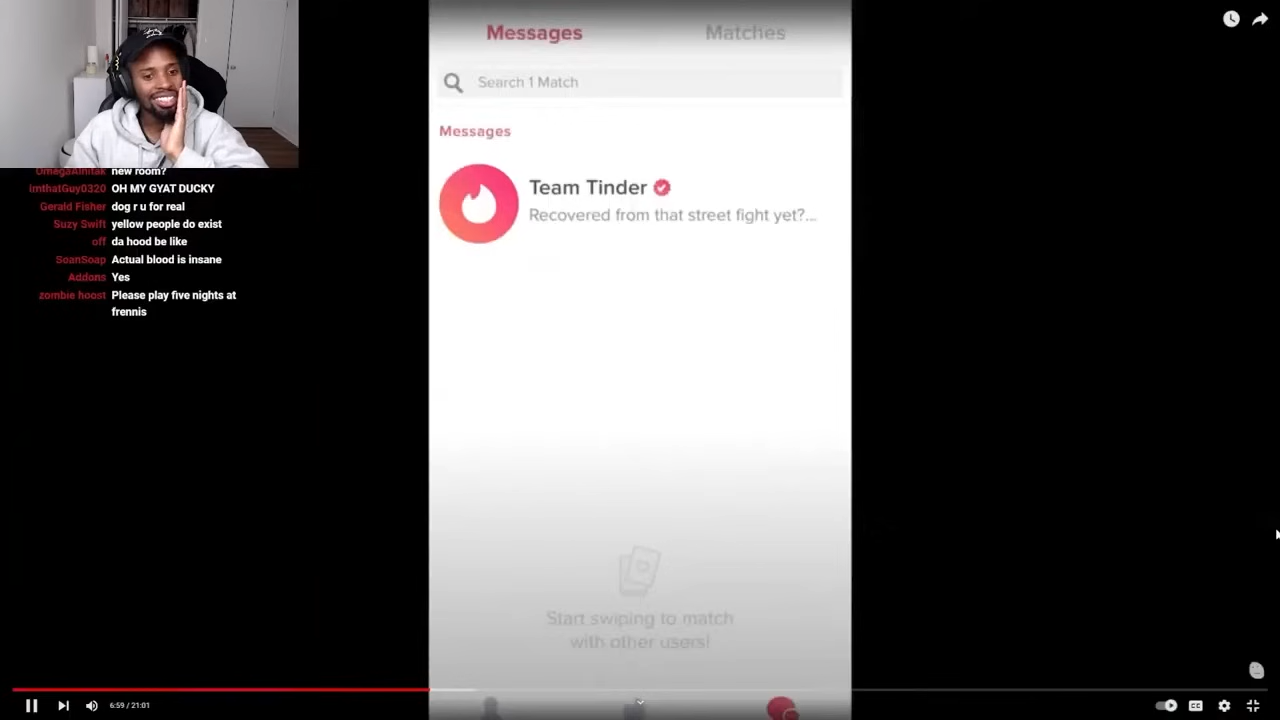 Messages
Matches
Search 1 Match
Messages
Team Tinder
Recovered from that street fight yet?...
Start swiping to match
with other users!
OmegaAlnitak new room?
imthatGuy0320 OH MY GYAT DUCKY
Gerald Fisher dog r u for real
Suzy Swift yellow people do exist
off da hood be like
SoanSoap Actual blood is insane
Addons Yes
zombie hoost Please play five nights at
frennis
6:59 / 21:01
CC